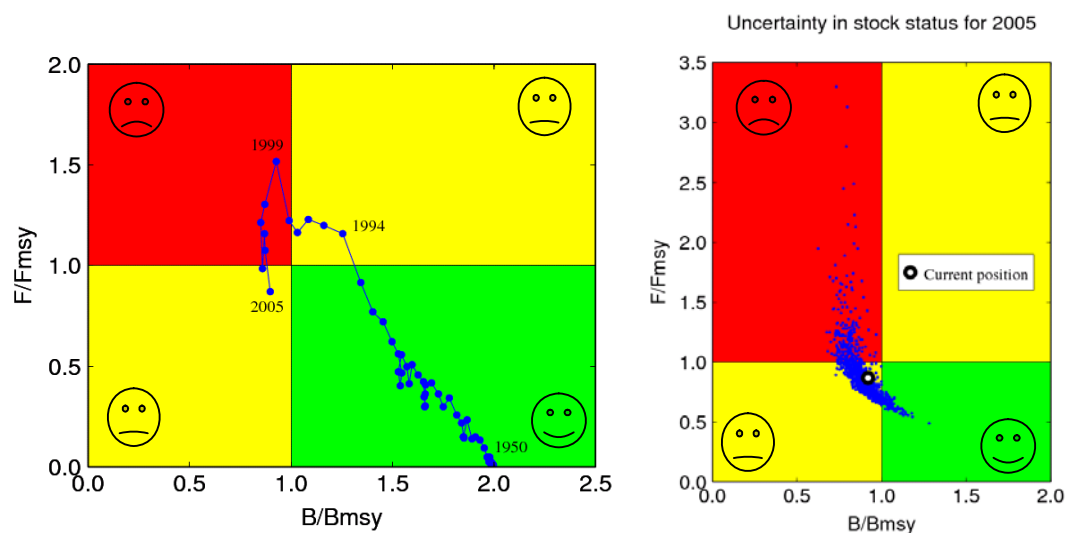 Uncertainty in stock status for 2005
2.0
1.5
1.0
0.5
0.0
F/Fmsy
1999
1994
2005
1950
0.0 0.5 1.0 1.5 2.0 2.5
B/Bmsy
3.5
3.0
2.5
2.0
1.5
1.0
0.5
0.0
F/Fmsy
Current position
0.0 0.5 1.0 1.5 2.0
B/Bmsy